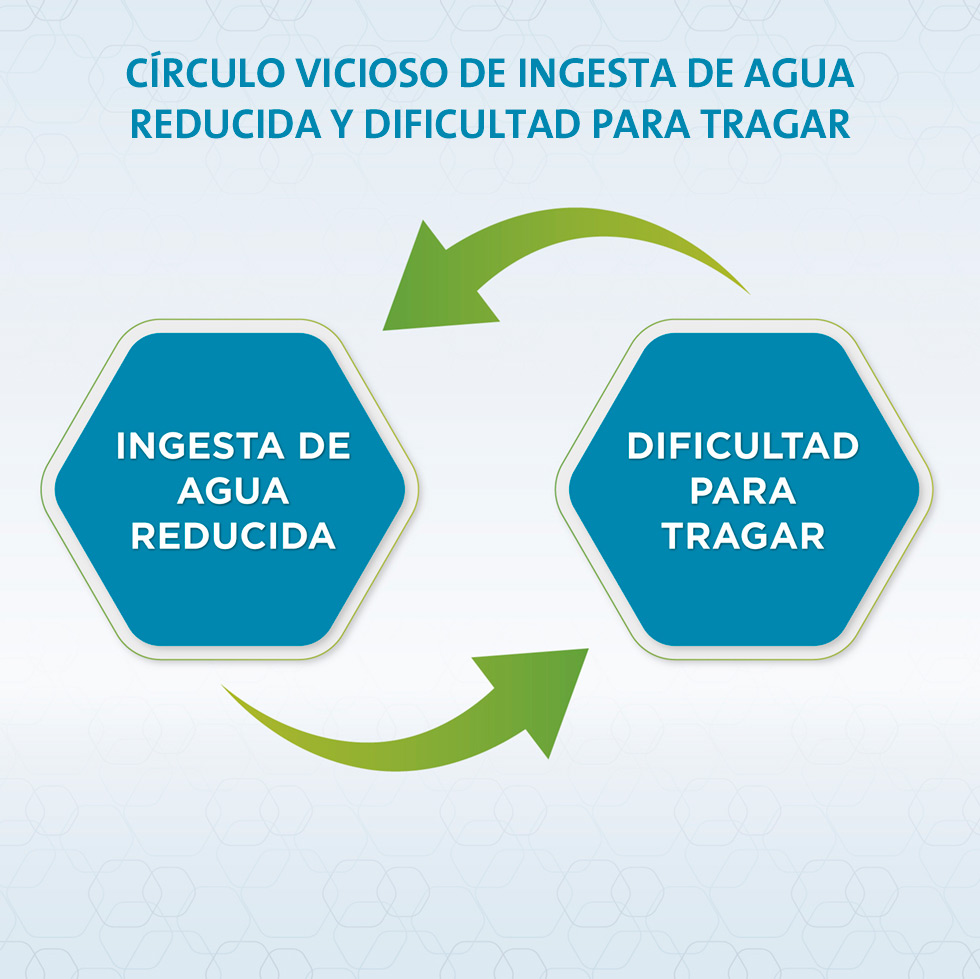 CÍRCULO VICIOSO DE INGESTA DE AGUA
REDUCIDA Y DIFICULTAD PARA TRAGAR
INGESTA DE
AGUA
REDUCIDA
DIFICULTAD
PARA
TRAGAR